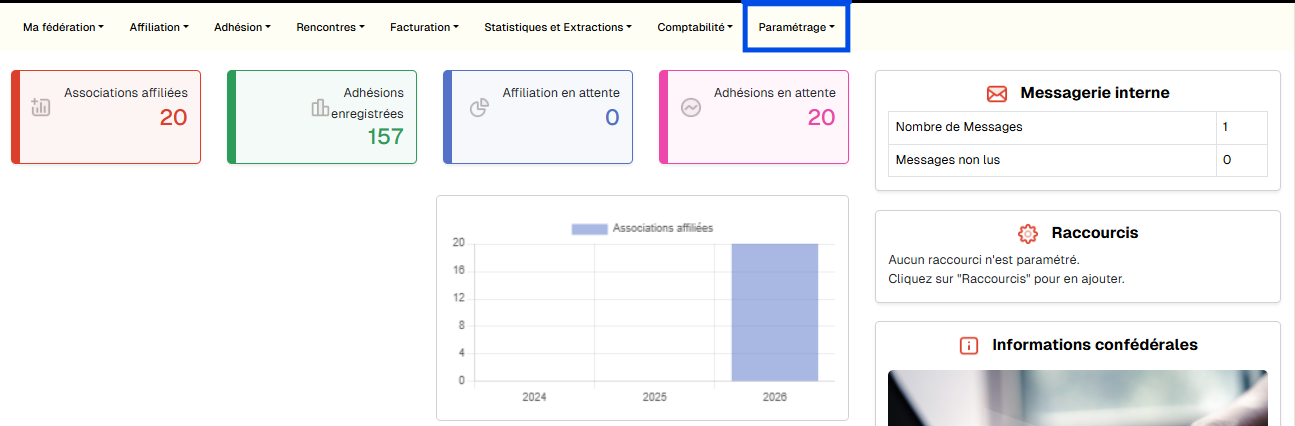 Ma fédération Affiliation Adhésion Rencontres Facturation Statistiques et Extractions Comptabilité Paramétrage
Associations affiliées
20
Adhésions
enregistrées
157
Affiliation en attente
0
Adhésions en attente
20
Messagerie interne
Nombre de Messages 1
Messages non lus 0
Associations affiliées
20
16
12
8
4
0
2024 2025 2026
Raccourcis
Aucun raccourci n'est paramétré.
Cliquez sur "Raccourcis" pour en ajouter.
Informations confédérales